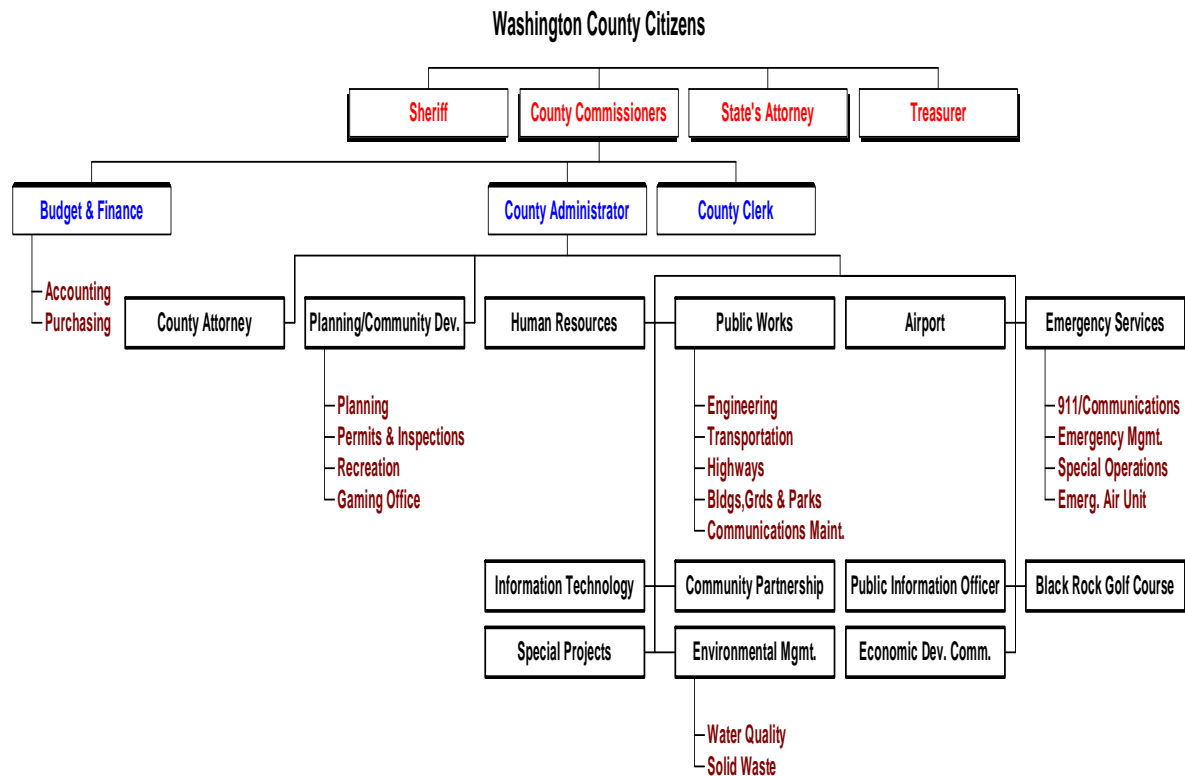 Washington County Citizens
Sheriff
County Commissioners
State's Attorney
Treasurer
Budget & Finance
County Administrator
County Clerk
Accounting
Purchasing
County Attorney
Planning/Community Dev.
Human Resources
Public Works
Airport
Emergency Services
Planning
Permits & Inspections
Recreation
Gaming Office
Engineering
Transportation
Highways
Bldgs,Grds & Parks
Communications Maint.
911/Communications
Emergency Mgmt.
Special Operations
Emerg. Air Unit
Information Technology
Community Partnership
Public Information Officer
Black Rock Golf Course
Special Projects
Environmental Mgmt.
Economic Dev. Comm.
Water Quality
Solid Waste